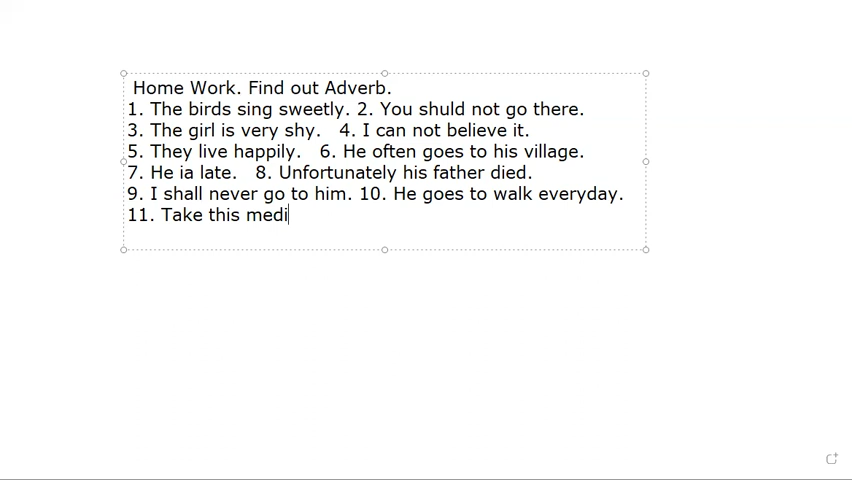 Home Work. Find out Adverb.
1. The birds sing sweetly. 2. You shuld not go there.
3. The girl is very shy. 4. I can not believe it.
5. They live happily. 6. He often goes to his village.
7. He ia late. 8. Unfortunately his father died.
9. I shall never go to him. 10. He goes to walk everyday.
11. Take this medi